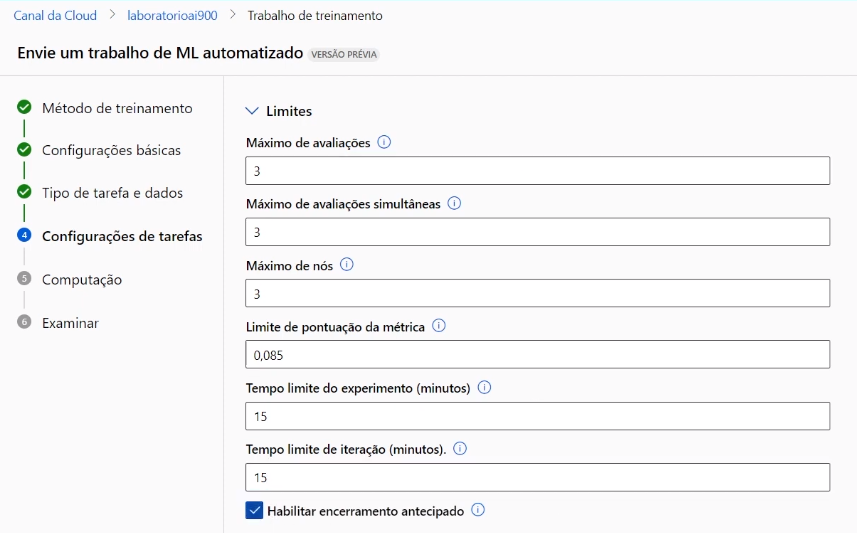 Canal da Cloud > laboratorioai900 > Trabalho de treinamento
Envie um trabalho de ML automatizado VERSÃO PRÉVIA
Método de treinamento
Configurações básicas
Tipo de tarefa e dados
4 Configurações de tarefas
5 Computação
6 Examinar
Limites
Máximo de avaliações
3
Máximo de avaliações simultâneas
3
Máximo de nós
3
Limite de pontuação da métrica
0,085
Tempo limite do experimento (minutos)
15
Tempo limite de iteração (minutos).
15
Habilitar encerramento antecipado